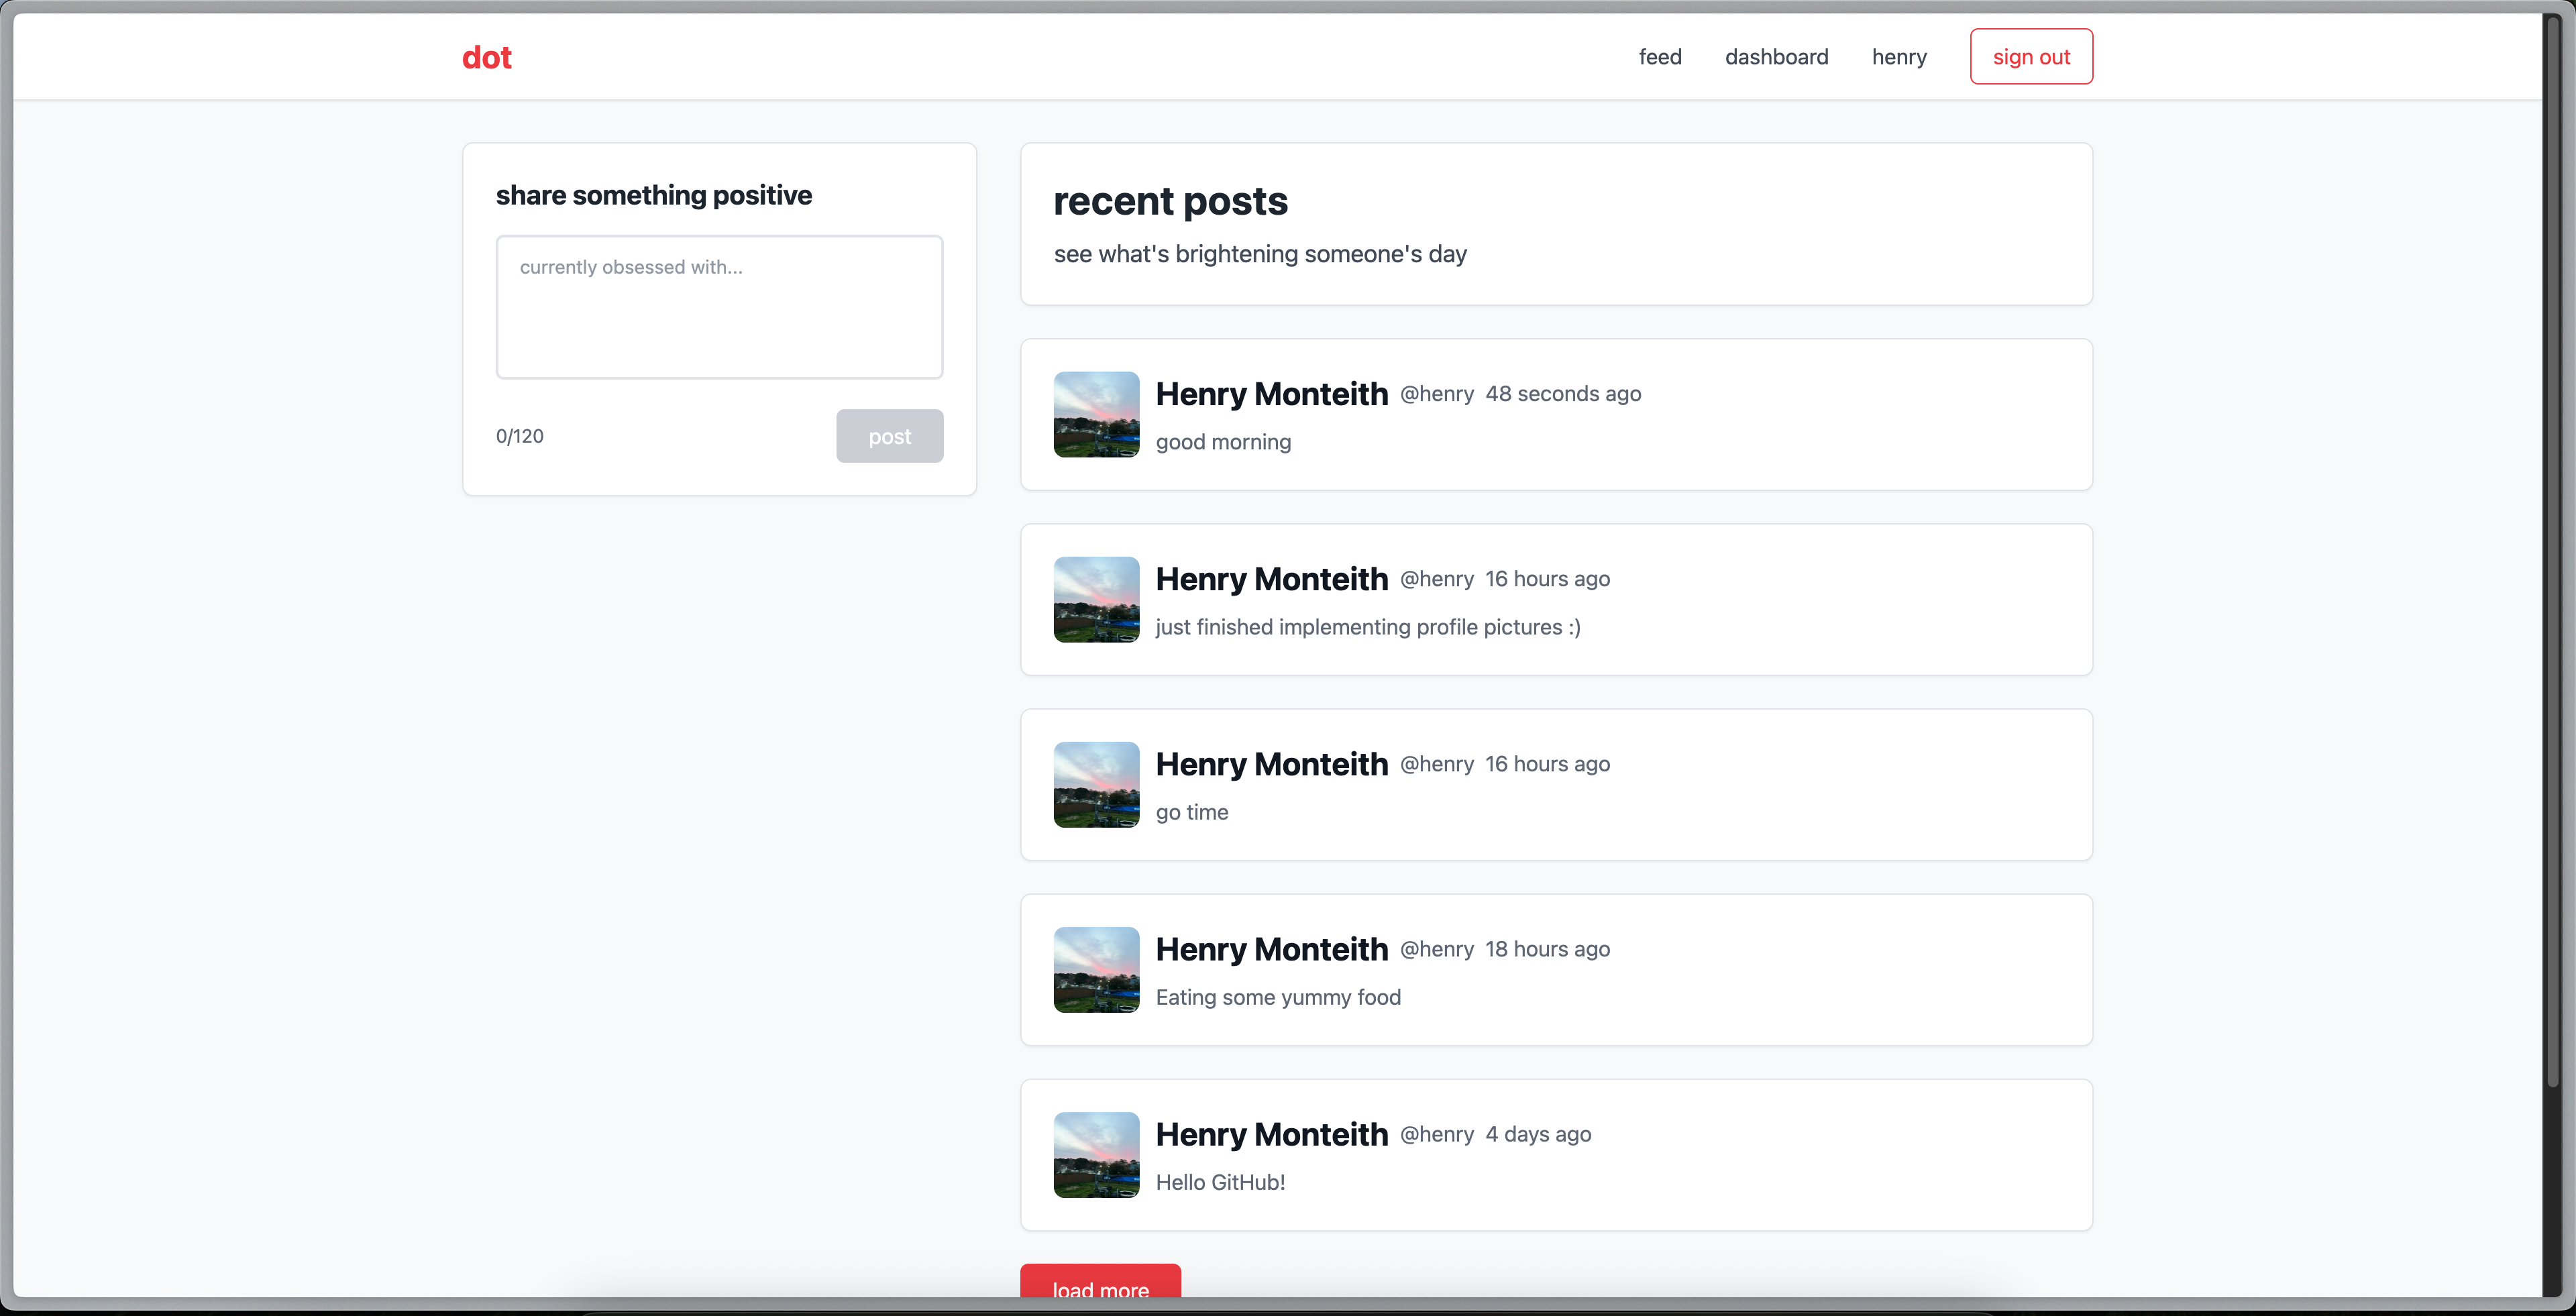 dot
feed dashboard henry sign out
share something positive
currently obsessed with...
0/120 post
recent posts
see what's brightening someone's day
Henry Monteith @henry 48 seconds ago
good morning
Henry Monteith @henry 16 hours ago
just finished implementing profile pictures :)
Henry Monteith @henry 16 hours ago
go time
Henry Monteith @henry 18 hours ago
Eating some yummy food
Henry Monteith @henry 4 days ago
Hello GitHub!
load more